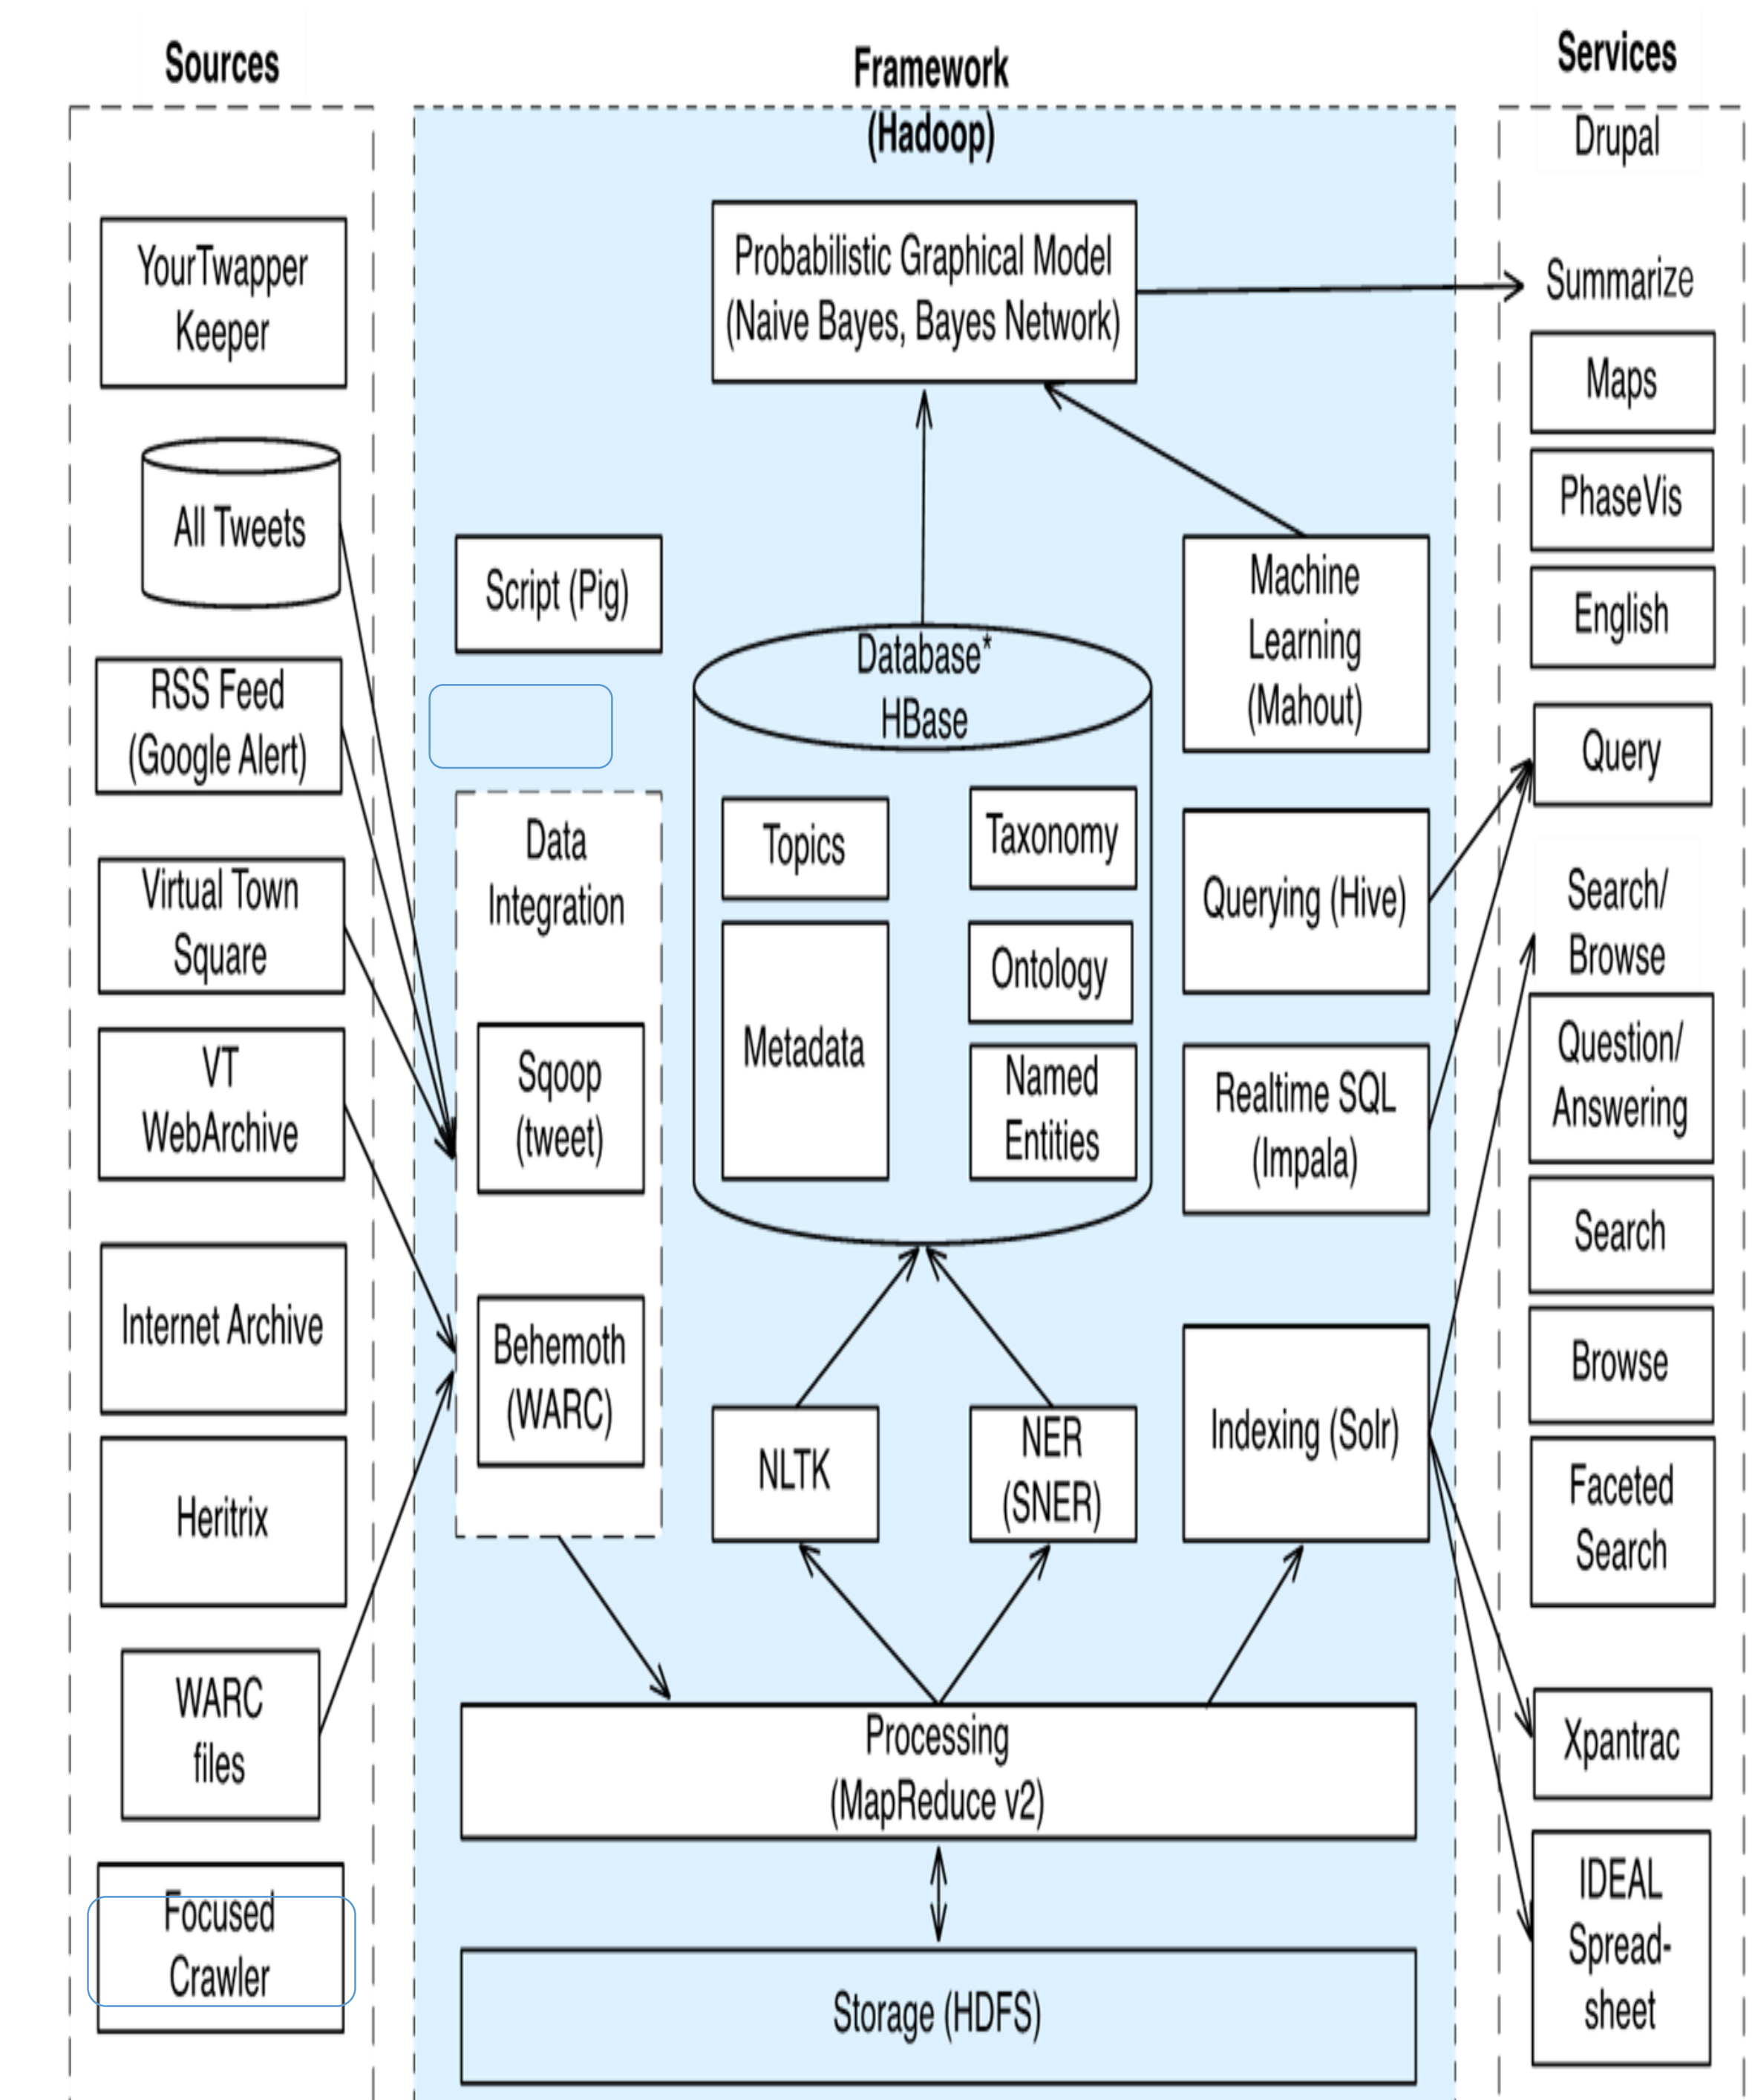 Sources
YourTwapper
Keeper
All Tweets
RSS Feed
(Google Alert)
Virtual Town
Square
VT
WebArchive
Internet Archive
Heritrix
WARC
files
Focused
Crawler
Framework
(Hadoop)
Probabilistic Graphical Model
(Naive Bayes, Bayes Network)
Script (Pig)
Data
Integration
Sqoop
(tweet)
Behemoth
(WARC)
Database*
HBase
Topics
Metadata
Taxonomy
Ontology
Named
Entities
NLTK
NER
(SNER)
Machine
Learning
(Mahout)
Querying (Hive)
Realtime SQL
(Impala)
Indexing (Solr)
Processing
(MapReduce v2)
Storage (HDFS)
Services
Drupal
Summarize
Maps
PhaseVis
English
Query
Search/
Browse
Question/
Answering
Search
Browse
Faceted
Search
Xpantrac
IDEAL
Spread-
sheet